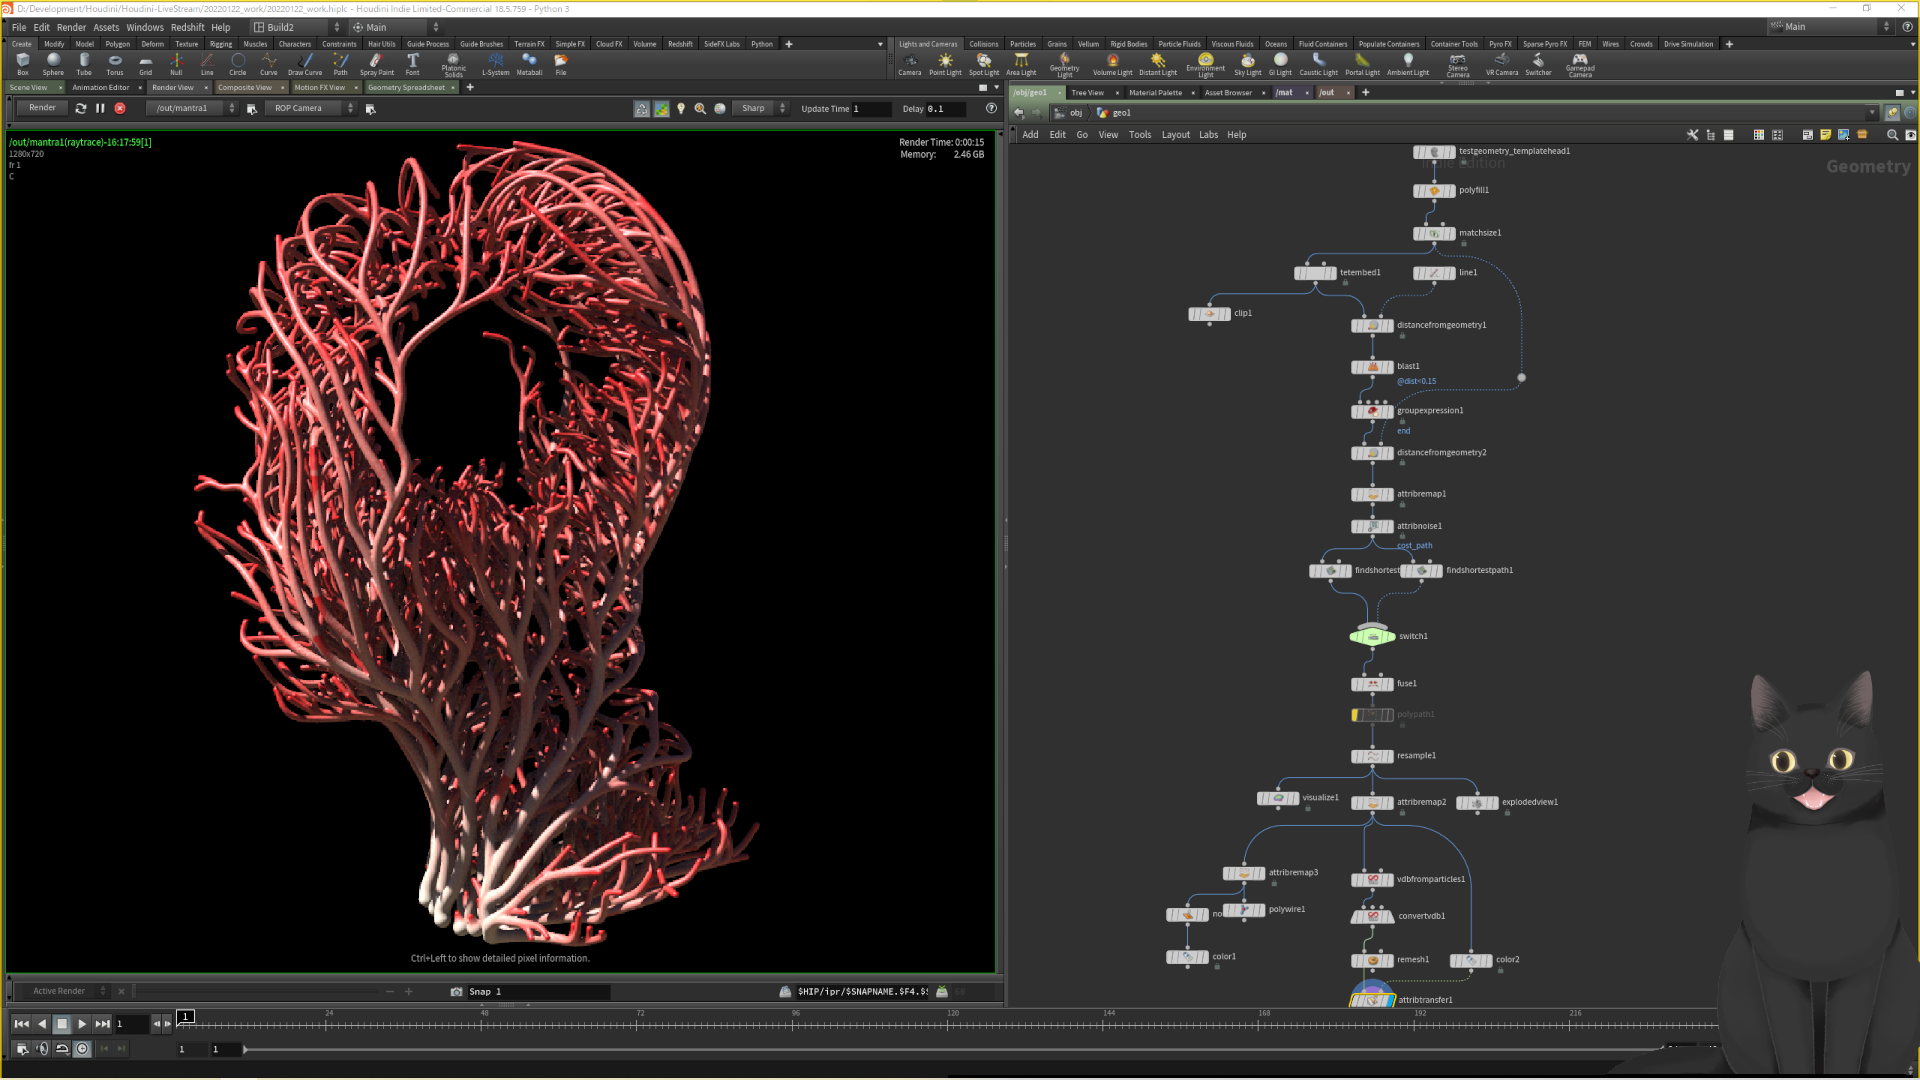 D:/Development/Houdini/Houdini-LiveStream/20220122_work/20220122_work.hiplc - Houdini Indie Limited-Commercial 18.5.759 - Python 3
File Edit Render Assets Windows Redshift Help Build2 Main Main
Create Modify Model Polygon Deform Texture Rigging Muscles Characters Constraints Hair Utils Guide Process Guide Brushes Terrain FX Simple FX Cloud FX Volume Redshift SideFX Labs Python
Lights and Cameras Collisions Particles Grains Vellum Rigid Bodies Particle Fluids Viscous Fluids Oceans Fluid Containers Populate Containers Container Tools Pyro FX Sparse Pyro FX FEM Wires Crowds Drive Simulation
Box Sphere Tube Torus Grid Null Line Circle Curve Draw Curve Path Spray Paint Font Platonic Solids L-System Metaball File
Camera Point Light Spot Light Area Light Geometry Light Volume Light Distant Light Environment Light Sky Light GI Light Caustic Light Portal Light Ambient Light Stereo Camera VR Camera Switcher Gamepad Camera
Scene View Animation Editor Render View Composite View Motion FX View Geometry Spreadsheet
/obj/geo1 Tree View Material Palette Asset Browser /mat /out
Render /out/mantra1 ROP Camera Sharp Update Time 1 Delay 0.1
obj geo1
Add Edit Go View Tools Layout Labs Help
/out/mantra1(raytrace)-16:17:59[1]
1280x720
fr 1
C
Render Time: 0:00:15
Memory: 2.46 GB
Indie Edition
Geometry
testgeometry_templatehead1
polyfill1
matchsize1
tetembed1
line1
clip1
distancefromgeometry1
blast1
@dist<0.15
groupexpression1
end
distancefromgeometry2
attribremap1
attribnoise1
cost_path
findshortest
findshortestpath1
switch1
fuse1
polypath1
resample1
visualize1
attribremap2
explodedview1
attribremap3
vdbfromparticles1
no
polywire1
convertvdb1
color1
remesh1
color2
attribtransfer1
Ctrl+Left to show detailed pixel information.
Active Render Snap 1 $HIP/ipr/$SNAPNAME.$F4.$
1 1 24 48 72 96 120 144 168 192 216
1 1